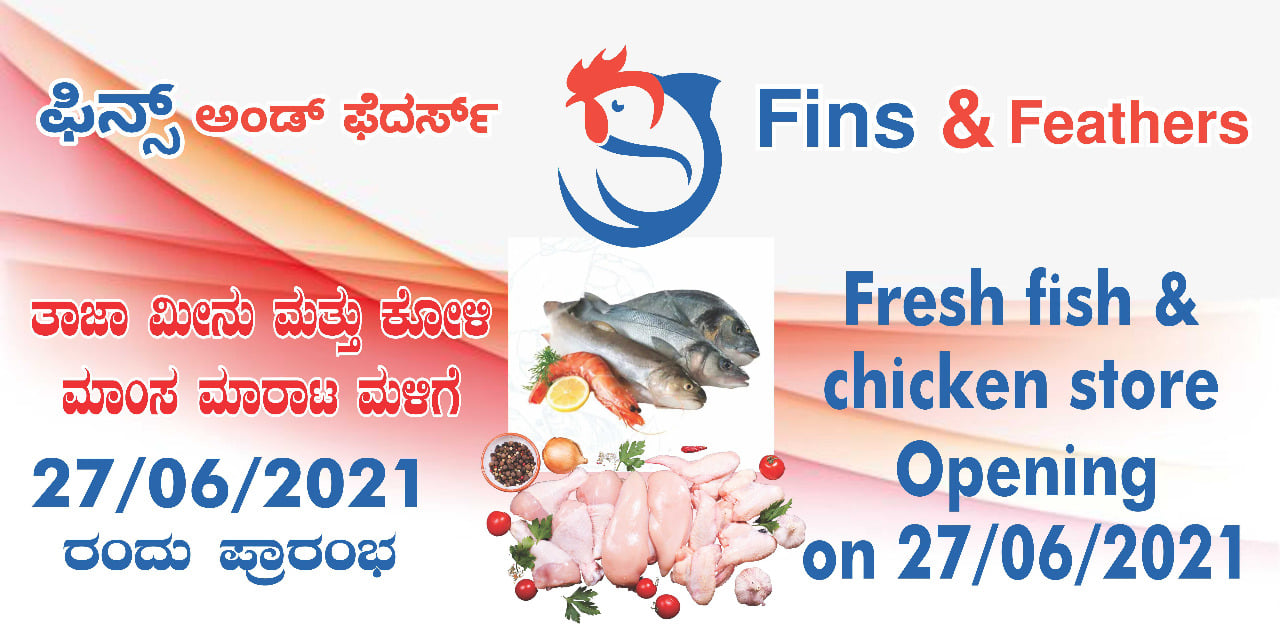 ಫಿನ್ಸ್ ಅಂಡ್ ಫೆದರ್ಸ್
Fins & Feathers
ತಾಜಾ ಮೀನು ಮತ್ತು ಕೋಳಿ
ಮಾಂಸ ಮಾರಾಟ ಮಳಿಗೆ
27/06/2021
ರಂದು ಪ್ರಾರಂಭ
Fresh fish &
chicken store
Opening
on 27/06/2021